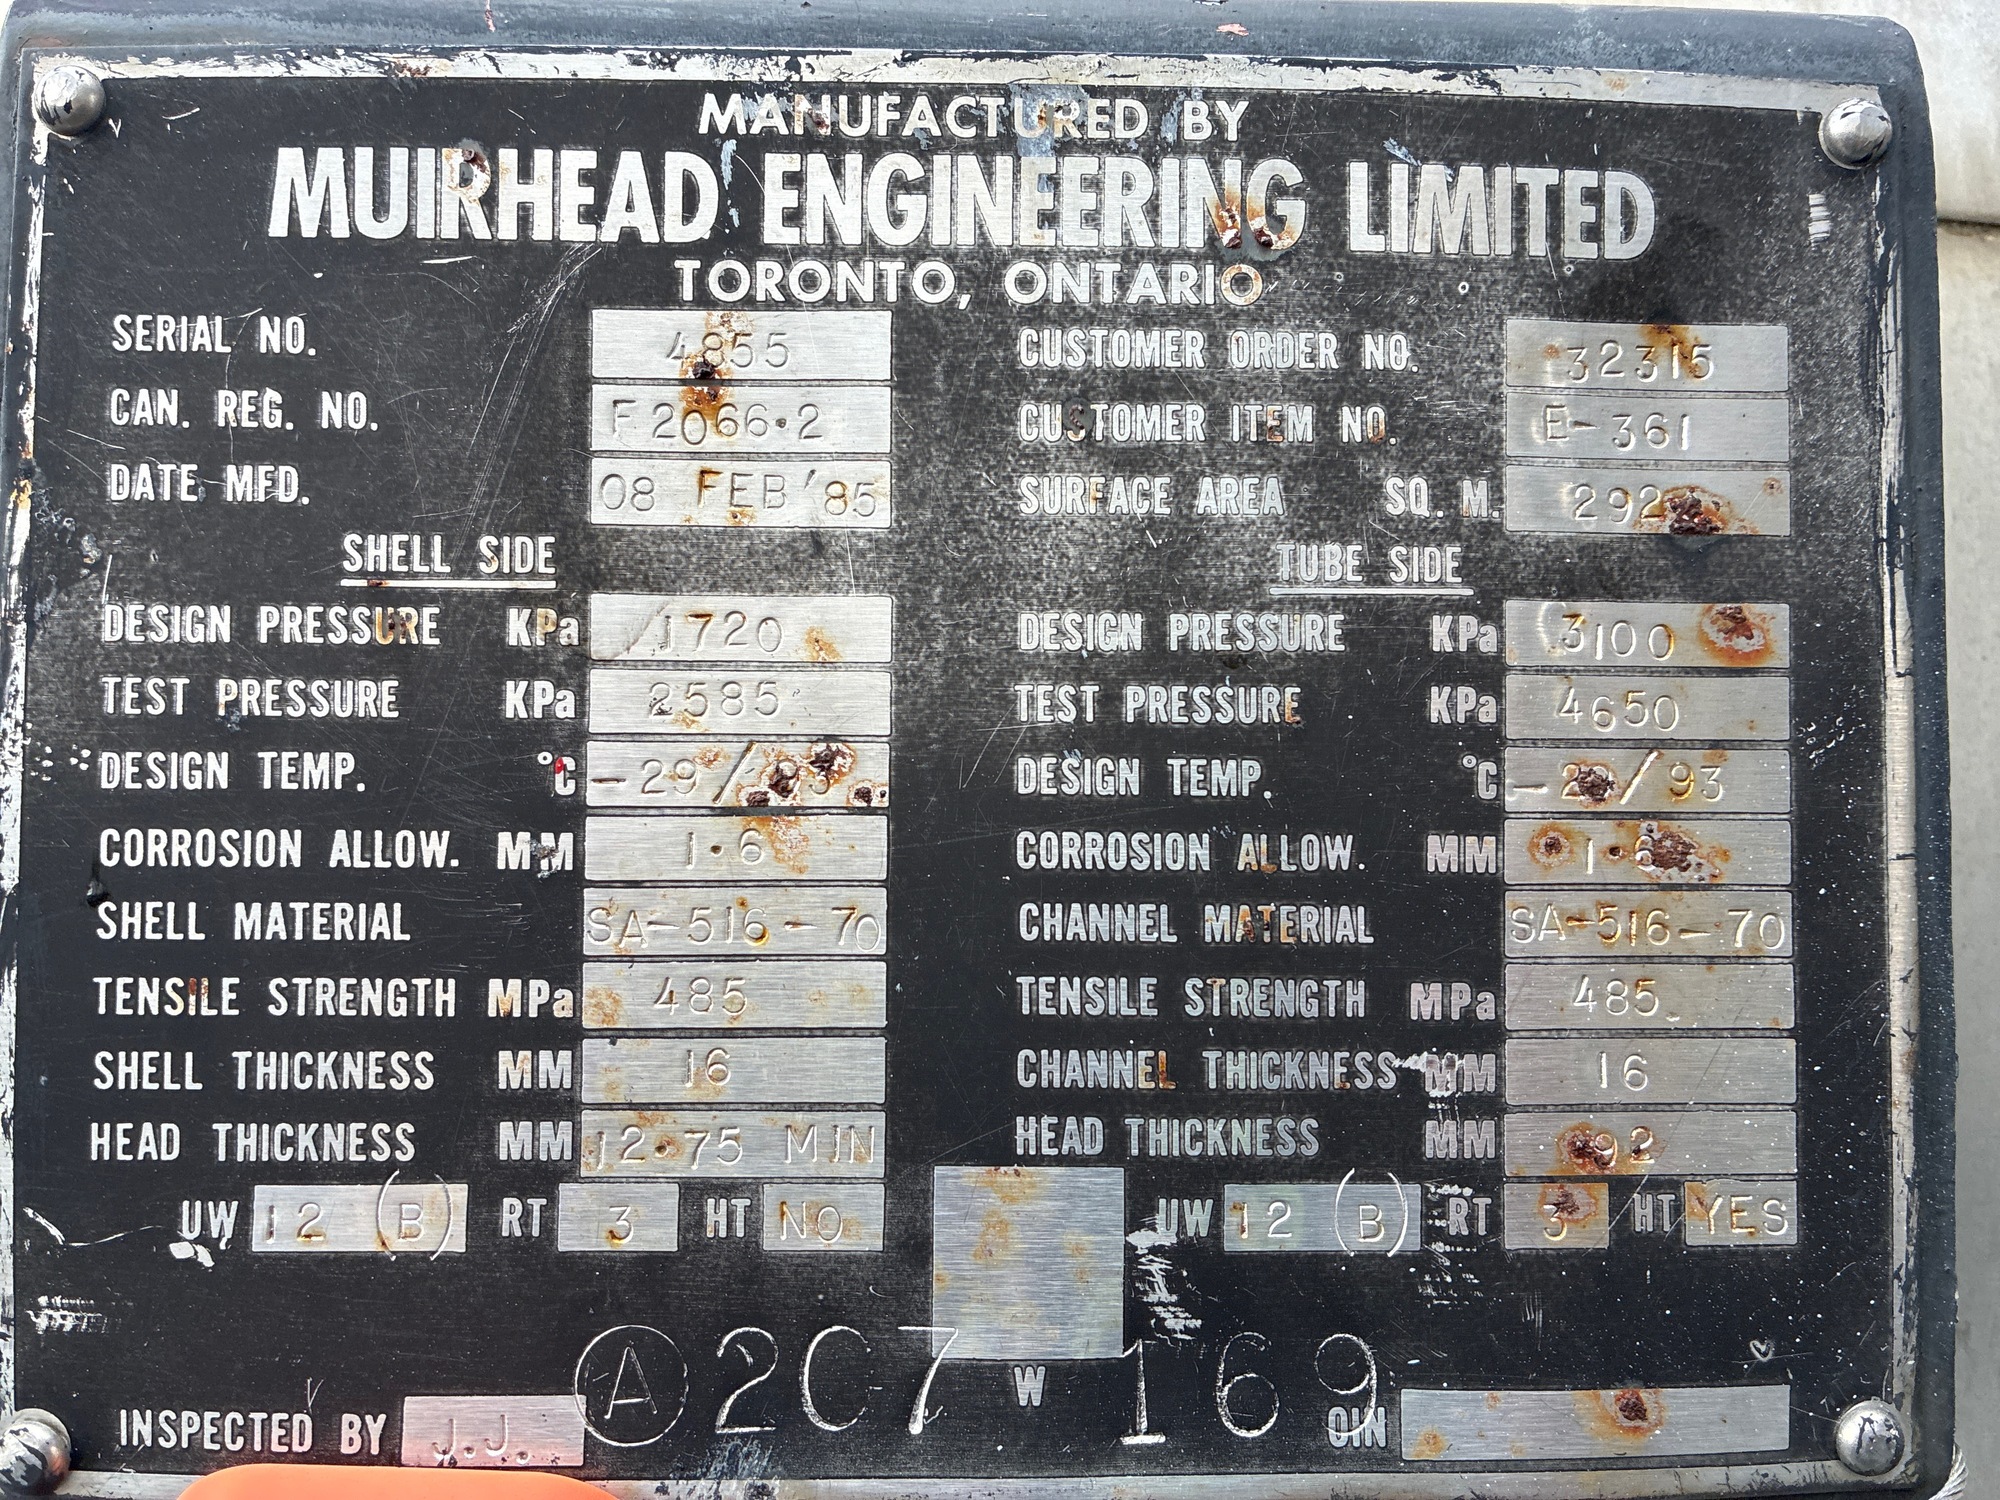 MANUFACTURED BY
MUIRHEAD ENGINEERING LIMITED
TORONTO, ONTARIO
SERIAL NO. 4855 CUSTOMER ORDER NO. 32315
CAN. REG. NO. F2066.2 CUSTOMER ITEM NO. E-361
DATE MFD. 08 FEB '85 SURFACE AREA SQ. M. 292
SHELL SIDE TUBE SIDE
DESIGN PRESSURE KPa 1720 DESIGN PRESSURE KPa 3100
TEST PRESSURE KPa 2585 TEST PRESSURE KPa 4650
DESIGN TEMP. °C -29/ DESIGN TEMP. °C /93
CORROSION ALLOW. MM 1.6 CORROSION ALLOW. MM 1.6
SHELL MATERIAL SA-516-70 CHANNEL MATERIAL SA-516-70
TENSILE STRENGTH MPa 485 TENSILE STRENGTH MPa 485
SHELL THICKNESS MM 16 CHANNEL THICKNESS MM 16
HEAD THICKNESS MM 12.75 MIN HEAD THICKNESS MM
UW 12 (B) RT 3 HT NO UW 12 (B) RT 3 HT YES
A 2C7 169
W
INSPECTED BY J.J. OIN